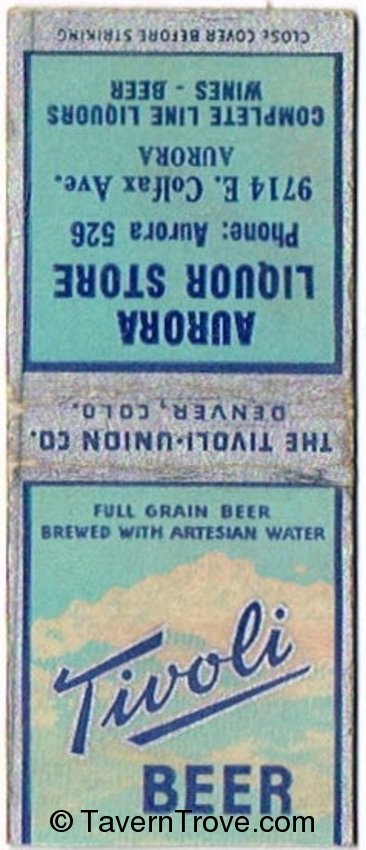 CLOSE COVER BEFORE STRIKING
AURORA
LIQUOR STORE
Phone: Aurora 526
9714 E. Colfax Ave.
AURORA
COMPLETE LINE LIQUORS
WINES - BEER
THE TIVOLI-UNION CO.
DENVER, COLO.
FULL GRAIN BEER
BREWED WITH ARTESIAN WATER
Tivoli
BEER
© TavernTrove.com